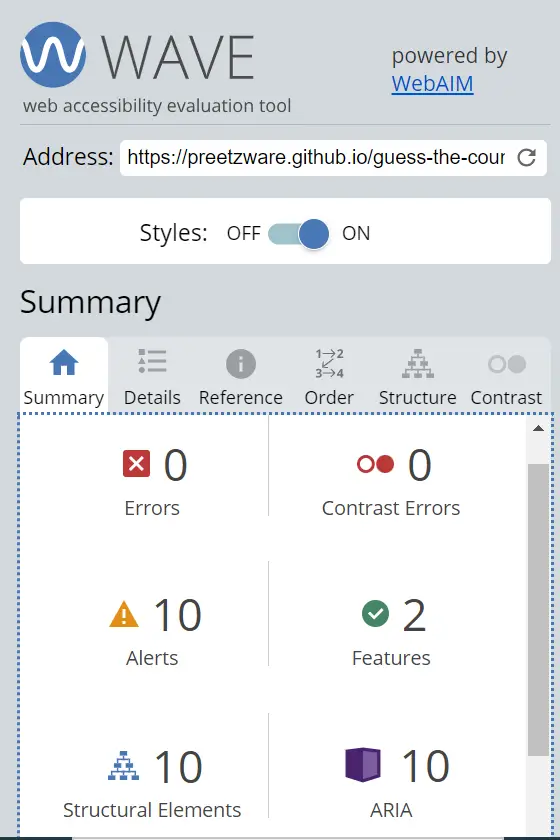 WAVE
powered by
WebAIM
web accessibility evaluation tool
Address: https://preetzware.github.io/guess-the-cour
Styles: OFF ON
Summary
1 2
3 4
Summary Details Reference Order Structure Contrast
0 0
Errors Contrast Errors
10 2
Alerts Features
10 10
Structural Elements ARIA